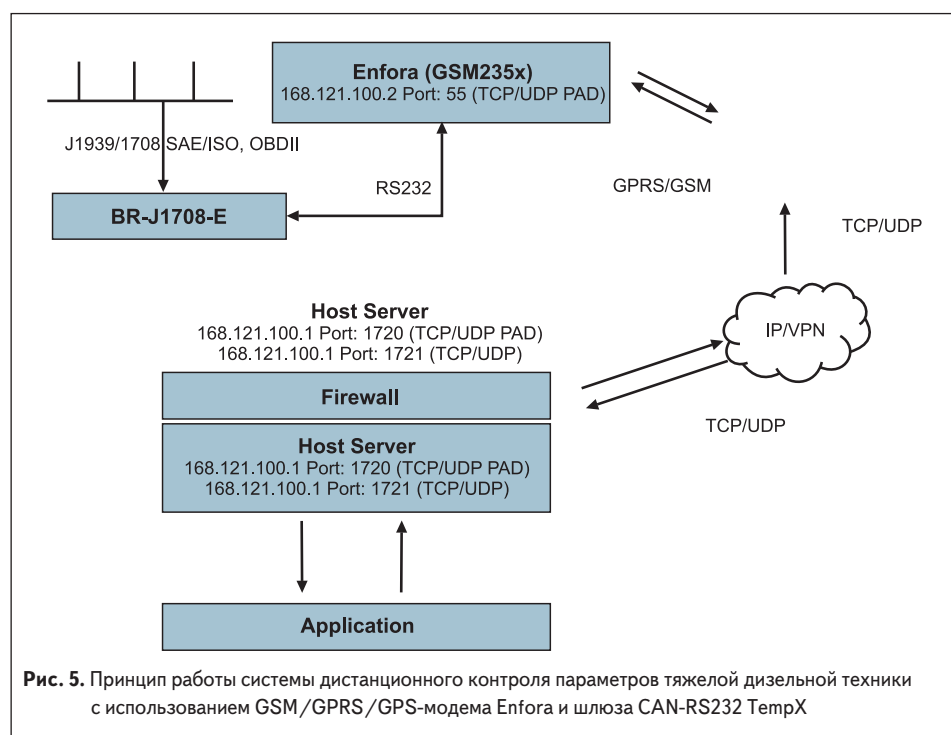 Enfora (GSM235x)
168.121.100.2 Port: 55 (TCP/UDP PAD)
J1939/1708 SAE/ISO, OBDII
RS232
GPRS/GSM
BR-J1708-E
TCP/UDP
IP/VPN
Host Server
168.121.100.1 Port: 1720 (TCP/UDP PAD)
168.121.100.1 Port: 1721 (TCP/UDP)
Firewall
TCP/UDP
Host Server
168.121.100.1 Port: 1720 (TCP/UDP PAD)
168.121.100.1 Port: 1721 (TCP/UDP)
Application
Рис. 5. Принцип работы системы дистанционного контроля параметров тяжелой дизельной техники
с использованием GSM/GPRS/GPS-модема Enfora и шлюза CAN-RS232 TempX